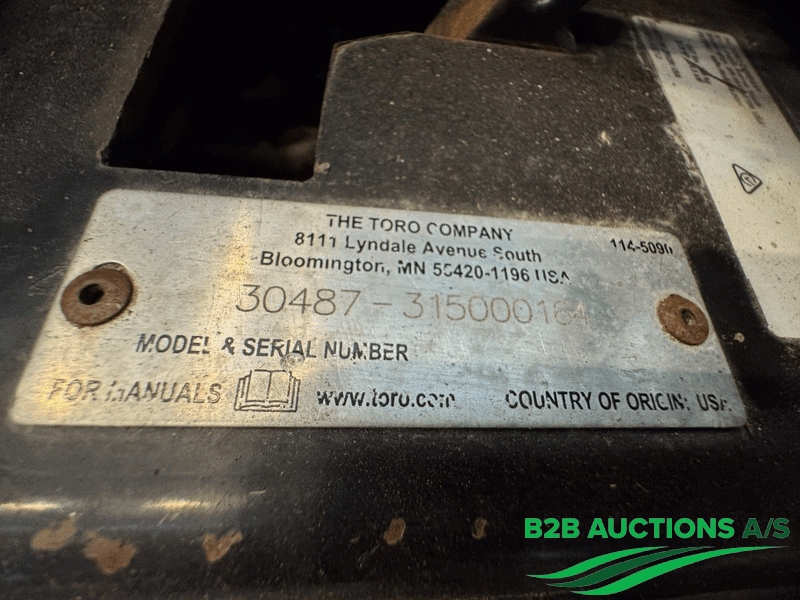 THE TORO COMPANY
8111 Lyndale Avenue South
114-5090
Bloomington, MN 55420-1196 USA
30487-315000164
MODEL & SERIAL NUMBER
FOR MANUALS
www.toro.com
COUNTRY OF ORIGIN: USA
B2B AUCTIONS A/S